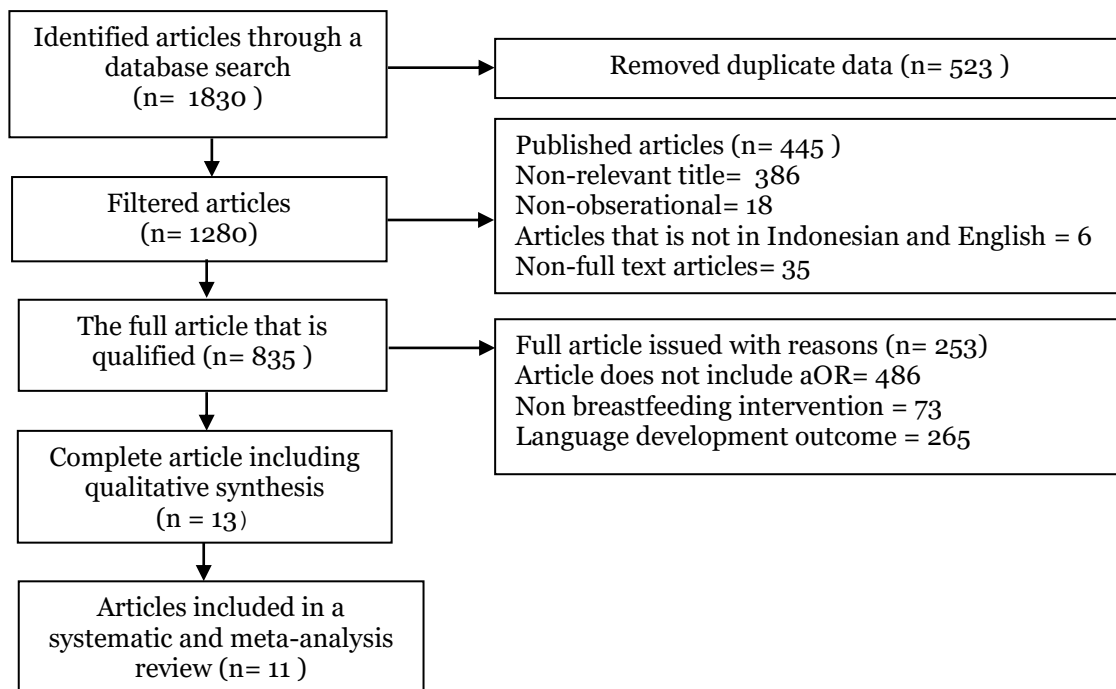 Identified articles through a
database search
(n= 1830 )
Removed duplicate data (n= 523 )
Filtered articles
(n= 1280)
Published articles (n= 445 )
Non-relevant title= 386
Non-obserational= 18
Articles that is not in Indonesian and English = 6
Non-full text articles= 35
The full article that is
qualified (n= 835 )
Full article issued with reasons (n= 253)
Article does not include aOR= 486
Non breastfeeding intervention = 73
Language development outcome = 265
Complete article including
qualitative synthesis
(n = 13)
Articles included in a
systematic and meta-analysis
review (n= 11 )